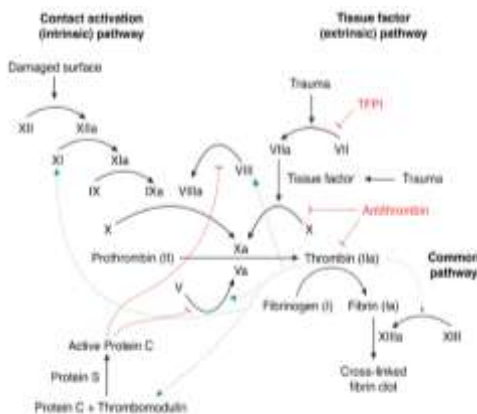 Contact activation
(intrinsic) pathway
Tissue factor
(extrinsic) pathway
Damaged surface
Trauma
TFPI
XII
XIIa
VIIa
VII
XI
XIa
VIII
IX
IXa
VIIIa
Tissue factor
Trauma
X
X
Antithrombin
Xa
Prothrombin (II)
Thrombin (IIa)
Common
pathway
Va
V
Fibrinogen (I)
Fibrin (Ia)
XIIIa
XIII
Active Protein C
Cross-linked
fibrin clot
Protein S
Protein C + Thrombomodulin